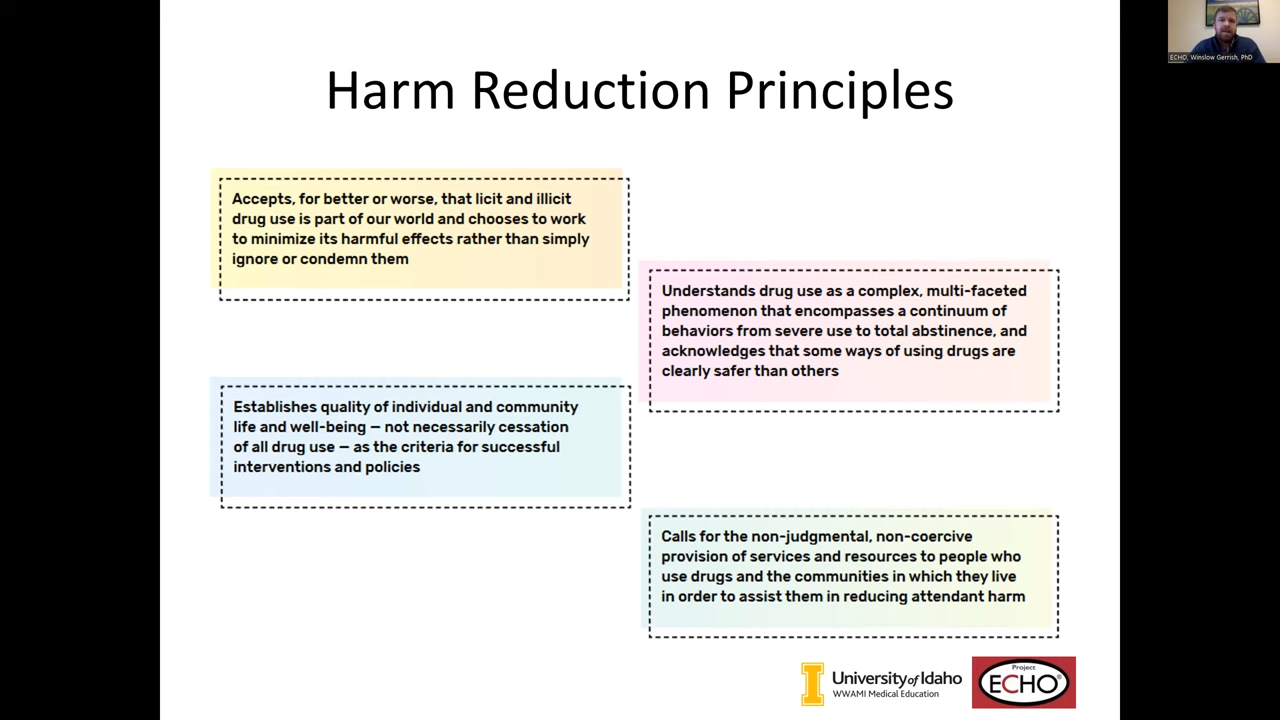 Harm Reduction Principles
Accepts, for better or worse, that licit and illicit
drug use is part of our world and chooses to work
to minimize its harmful effects rather than simply
ignore or condemn them
Understands drug use as a complex, multi-faceted
phenomenon that encompasses a continuum of
behaviors from severe use to total abstinence, and
acknowledges that some ways of using drugs are
clearly safer than others
Establishes quality of individual and community
life and well-being — not necessarily cessation
of all drug use — as the criteria for successful
interventions and policies
Calls for the non-judgmental, non-coercive
provision of services and resources to people who
use drugs and the communities in which they live
in order to assist them in reducing attendant harm
University of Idaho
WWAMI Medical Education
Project
ECHO®
ECHO, Winslow Gerrish, PhD